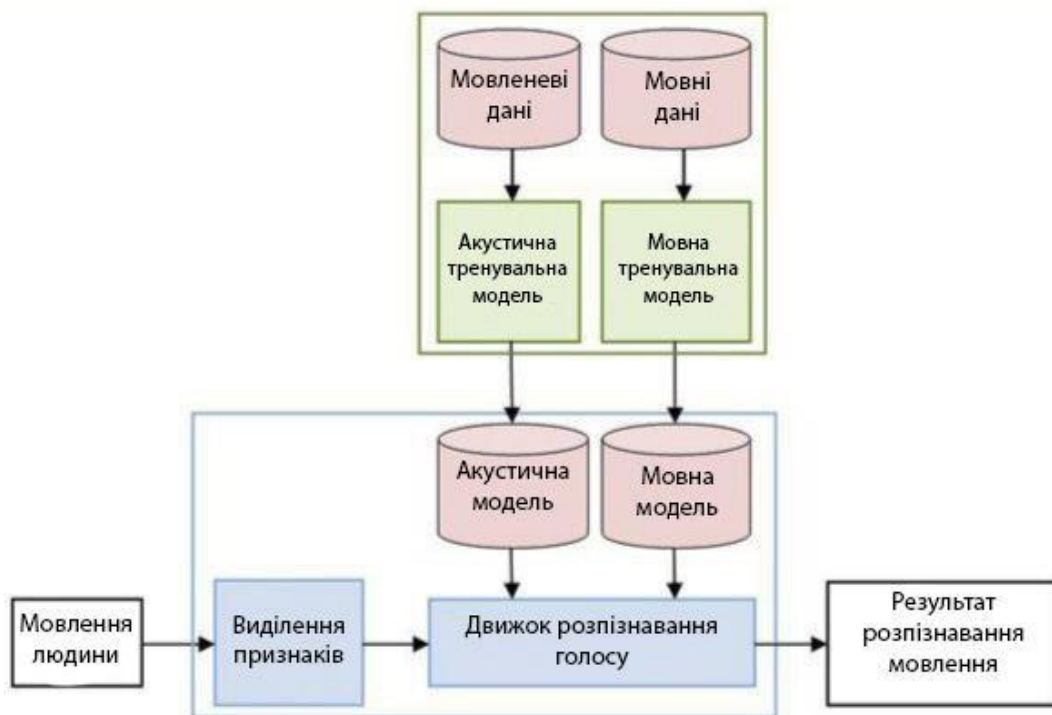 Мовленеві
дані
Мовні
дані
Акустична
тренувальна
модель
Мовна
тренувальна
модель
Акустична
модель
Мовна
модель
Мовлення
людини
Виділення
признаків
Движок розпізнавання
голосу
Результат
розпізнавання
мовлення